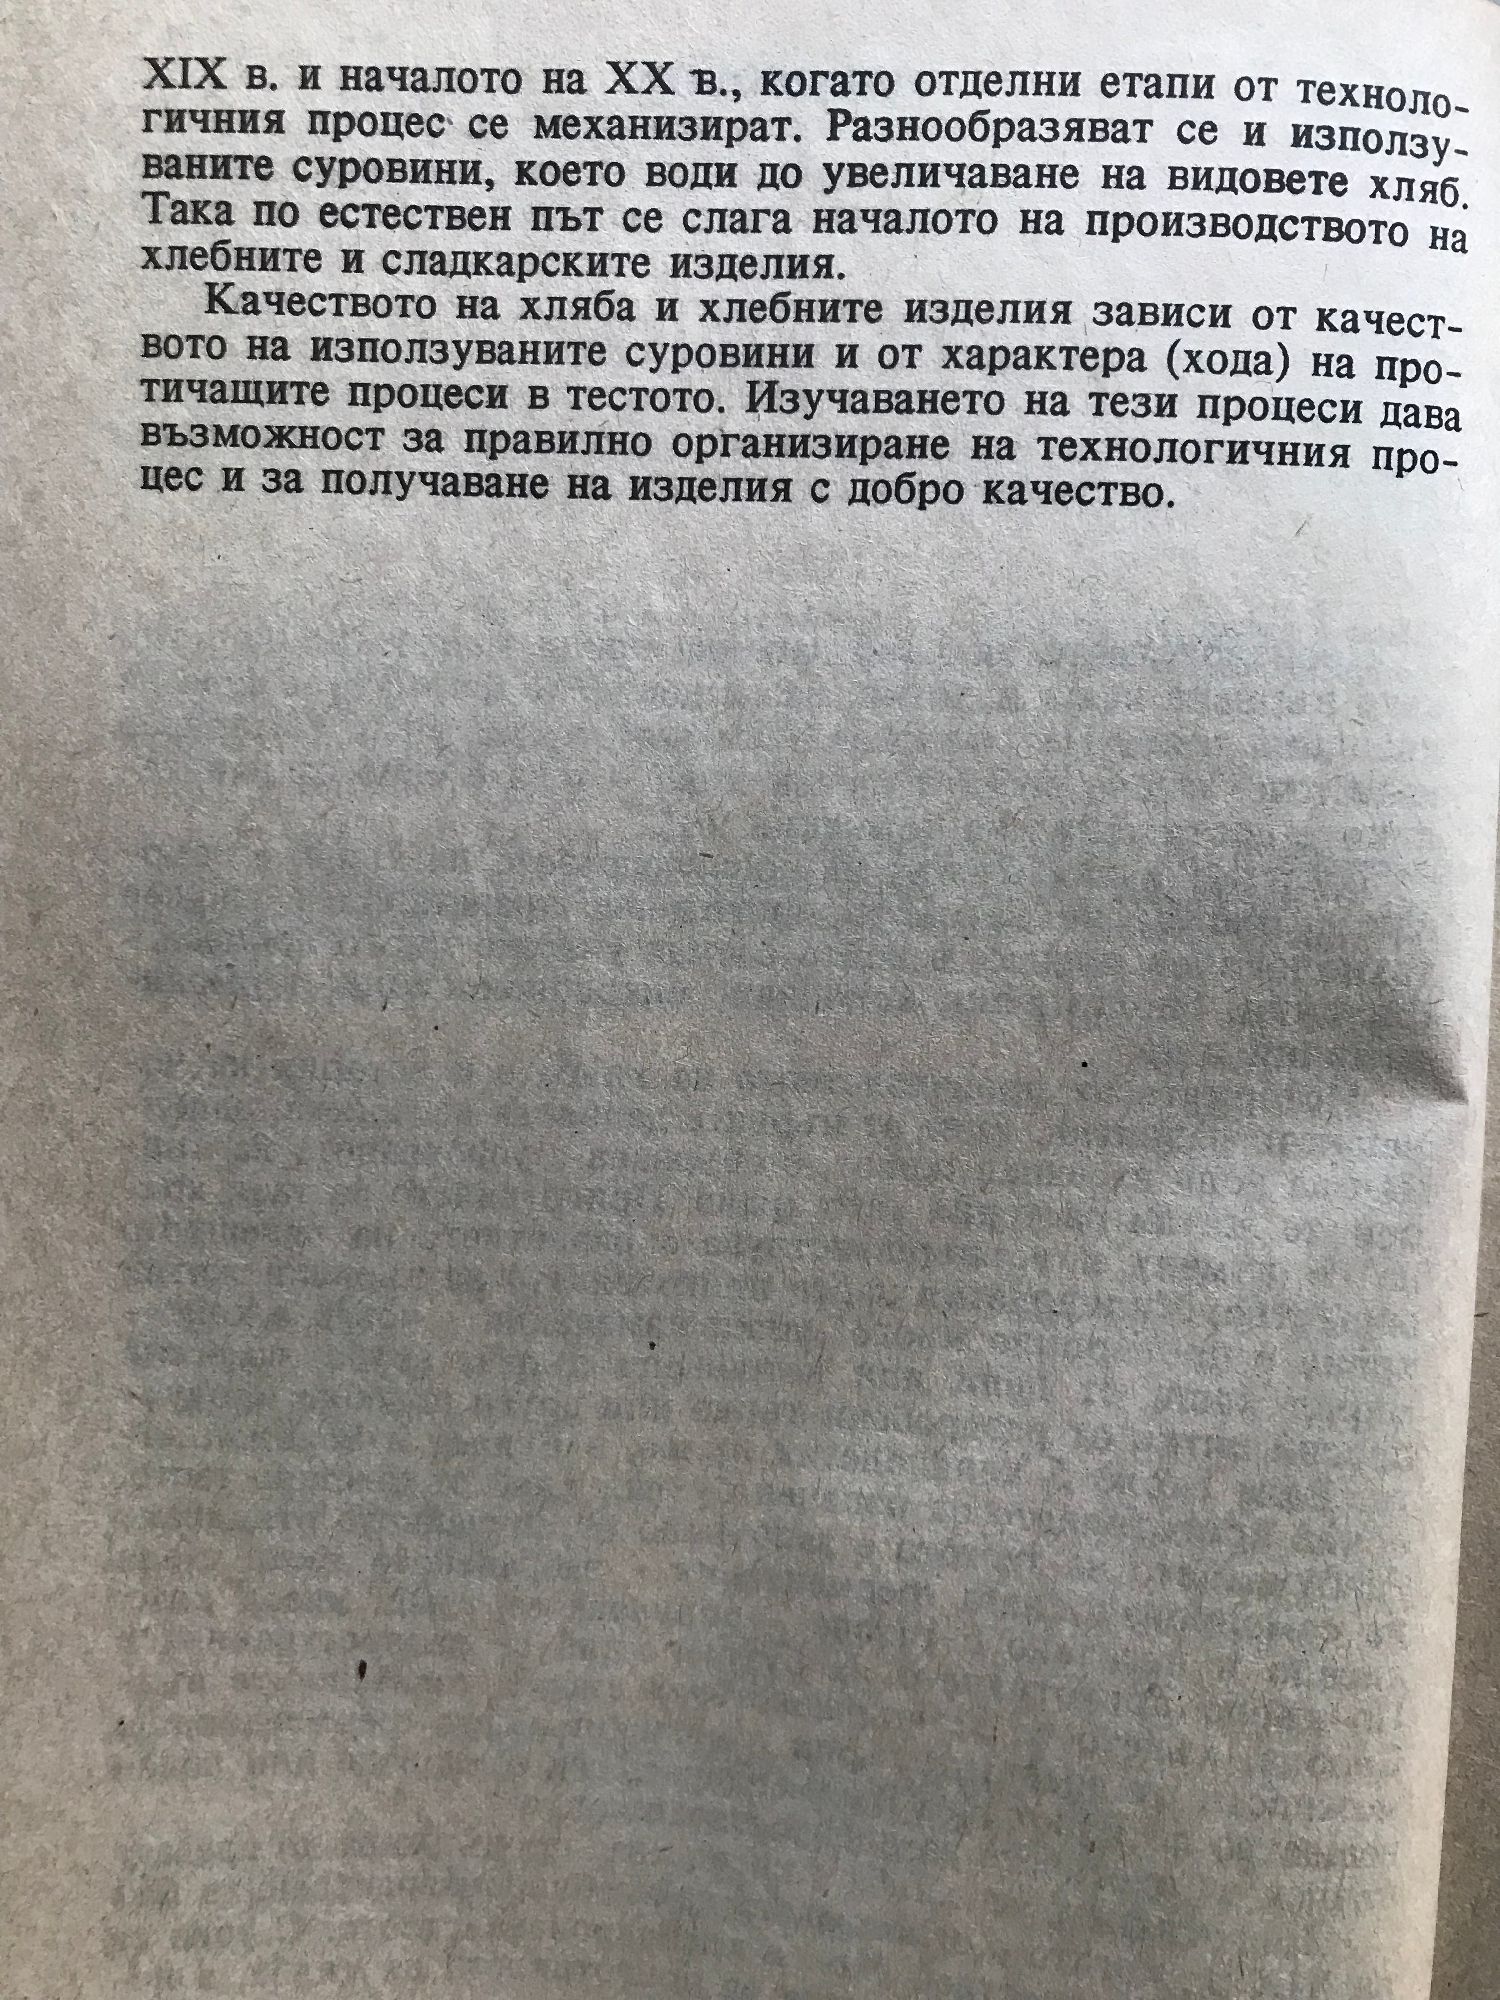 XIX в. и началото на XX в., когато отделни етапи от техноло-
гичния процес се механизират. Разнообразяват се и използу-
ваните суровини, което води до увеличаване на видовете хляб.
Така по естествен път се слага началото на производството на
хлебните и сладкарските изделия.
Качеството на хляба и хлебните изделия зависи от качест-
вото на използуваните суровини и от характера (хода) на про-
тичащите процеси в тестото. Изучаването на тези процеси дава
възможност за правилно организиране на технологичния про-
цес и за получаване на изделия с добро качество.